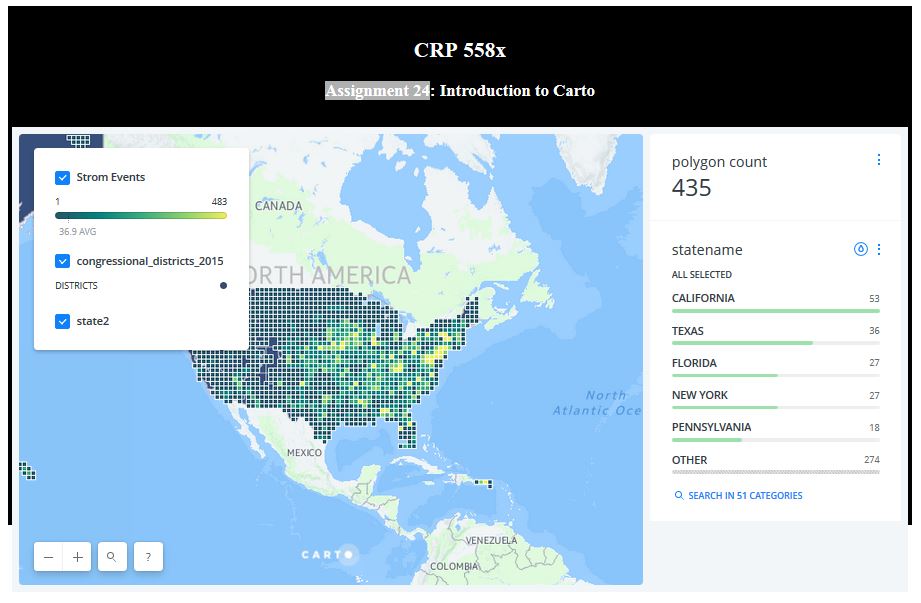 CRP 558x
Assignment 24: Introduction to Carto
Strom Events
1 483
36.9 AVG
congressional_districts_2015
DISTRICTS
state2
CANADA
ORTH AMERICA
North
Atlantic Oce
MEXICO
VENEZUELA
COLOMBIA
CARTO
− + ?
polygon count
435
statename
ALL SELECTED
CALIFORNIA 53
TEXAS 36
FLORIDA 27
NEW YORK 27
PENNSYLVANIA 18
OTHER 274
SEARCH IN 51 CATEGORIES